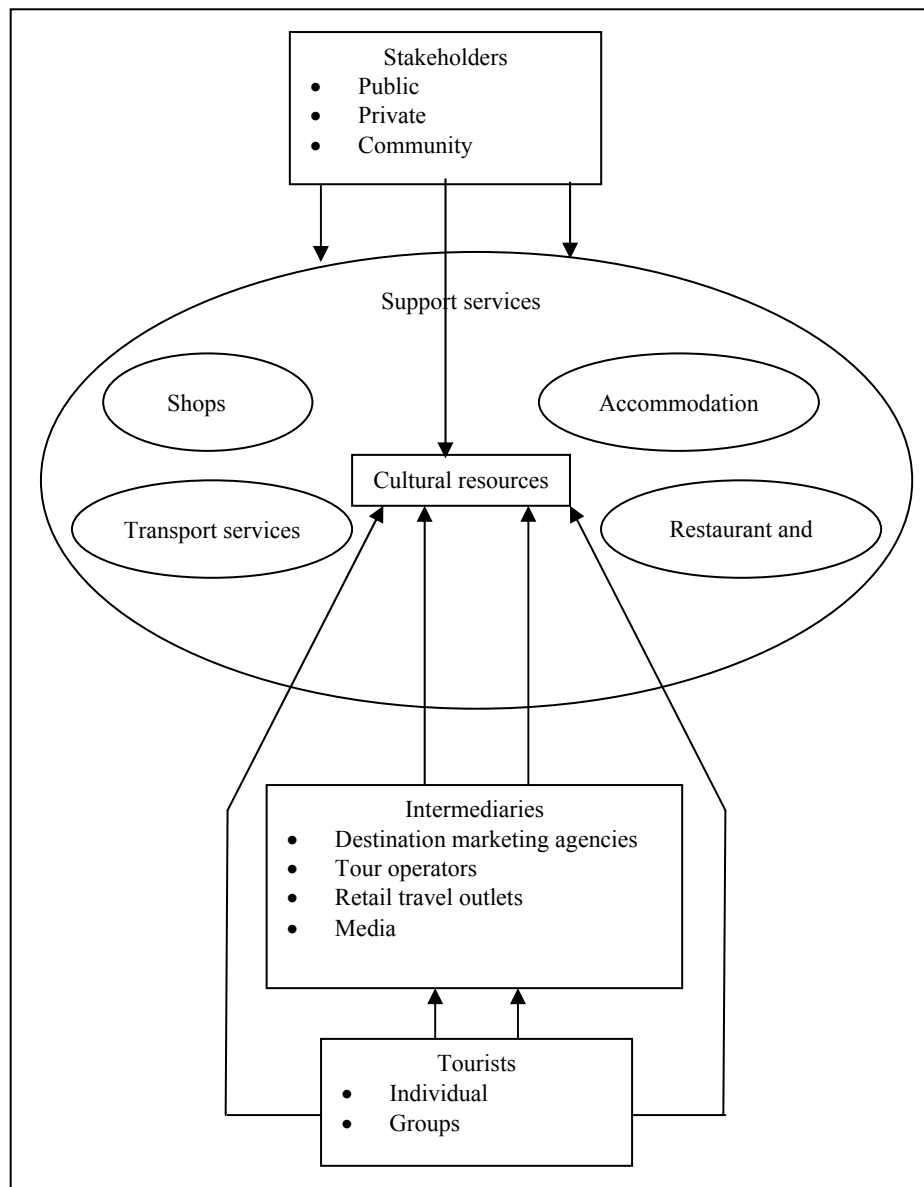 Stakeholders
• Public
• Private
• Community
Support services
Shops
Accommodation
Cultural resources
Transport services
Restaurant and
Intermediaries
• Destination marketing agencies
• Tour operators
• Retail travel outlets
• Media
Tourists
• Individual
• Groups